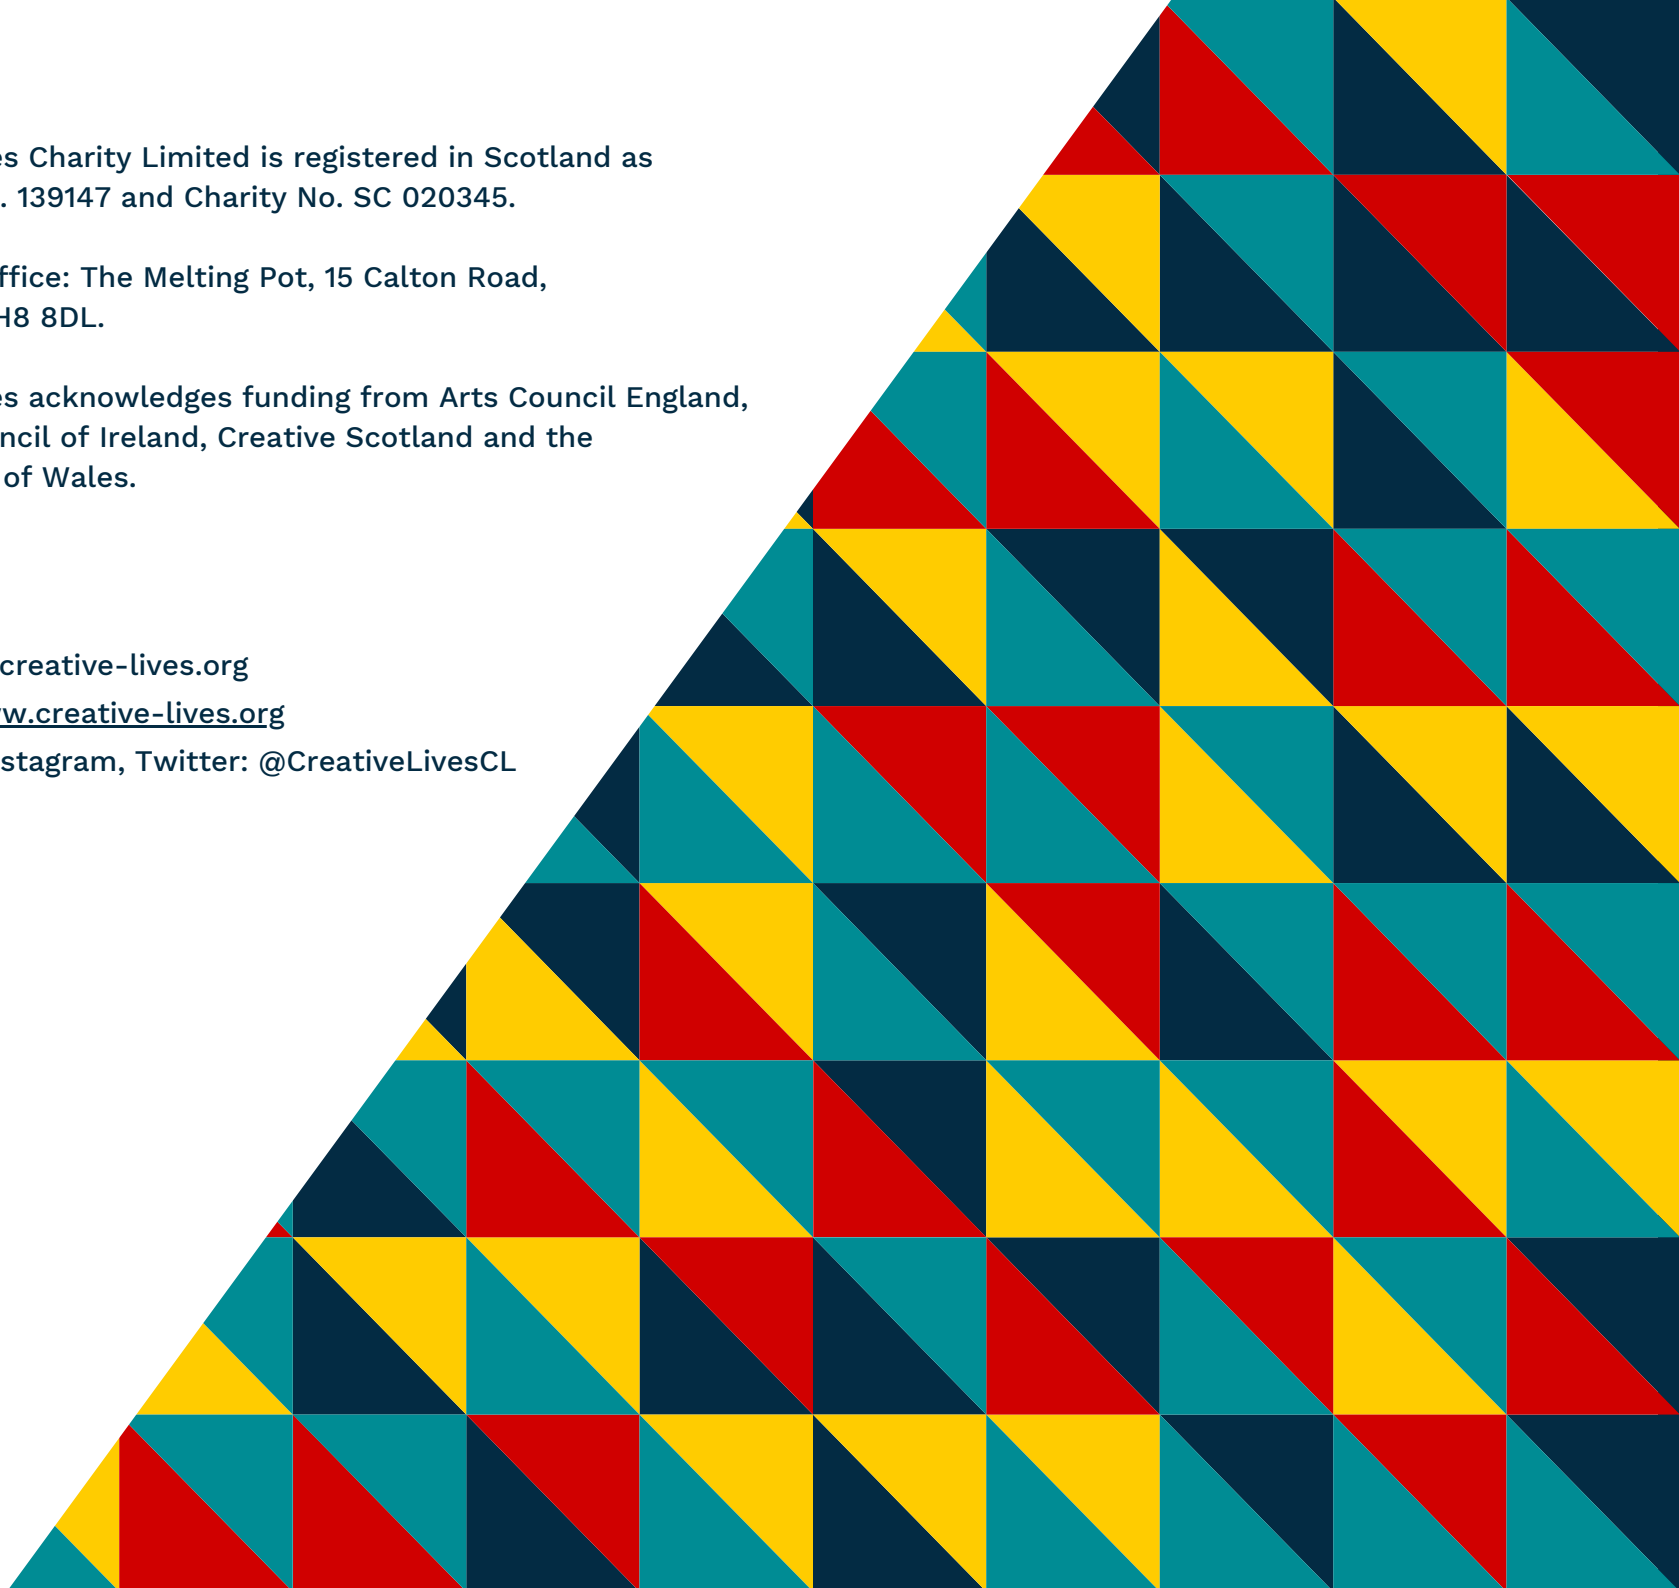 es Charity Limited is registered in Scotland as
. 139147 and Charity No. SC 020345.
ffice: The Melting Pot, 15 Calton Road,
H8 8DL.
es acknowledges funding from Arts Council England,
ncil of Ireland, Creative Scotland and the
of Wales.
creative-lives.org
w.creative-lives.org
stagram, Twitter: @CreativeLivesCL